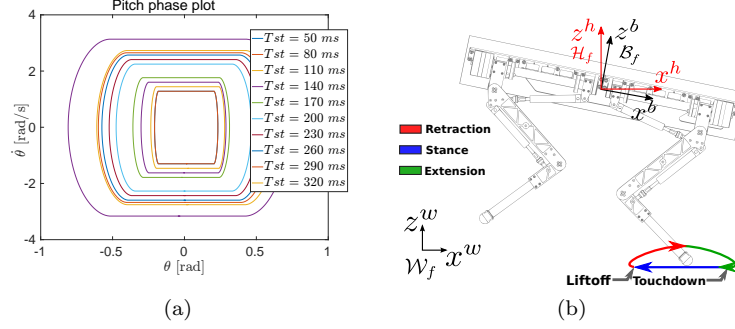 Pitch phase plot
4
2
0
-2
-4
θ̇ [rad/s]
-1
-0.5
0
0.5
1
θ [rad]
Tst = 50 ms
Tst = 80 ms
Tst = 110 ms
Tst = 140 ms
Tst = 170 ms
Tst = 200 ms
Tst = 230 ms
Tst = 260 ms
Tst = 290 ms
Tst = 320 ms
(a)
z^h
H_f
z^b
B_f
x^h
x^b
Retraction
Stance
Extension
z^w
W_f
x^w
Liftoff
Touchdown
(b)